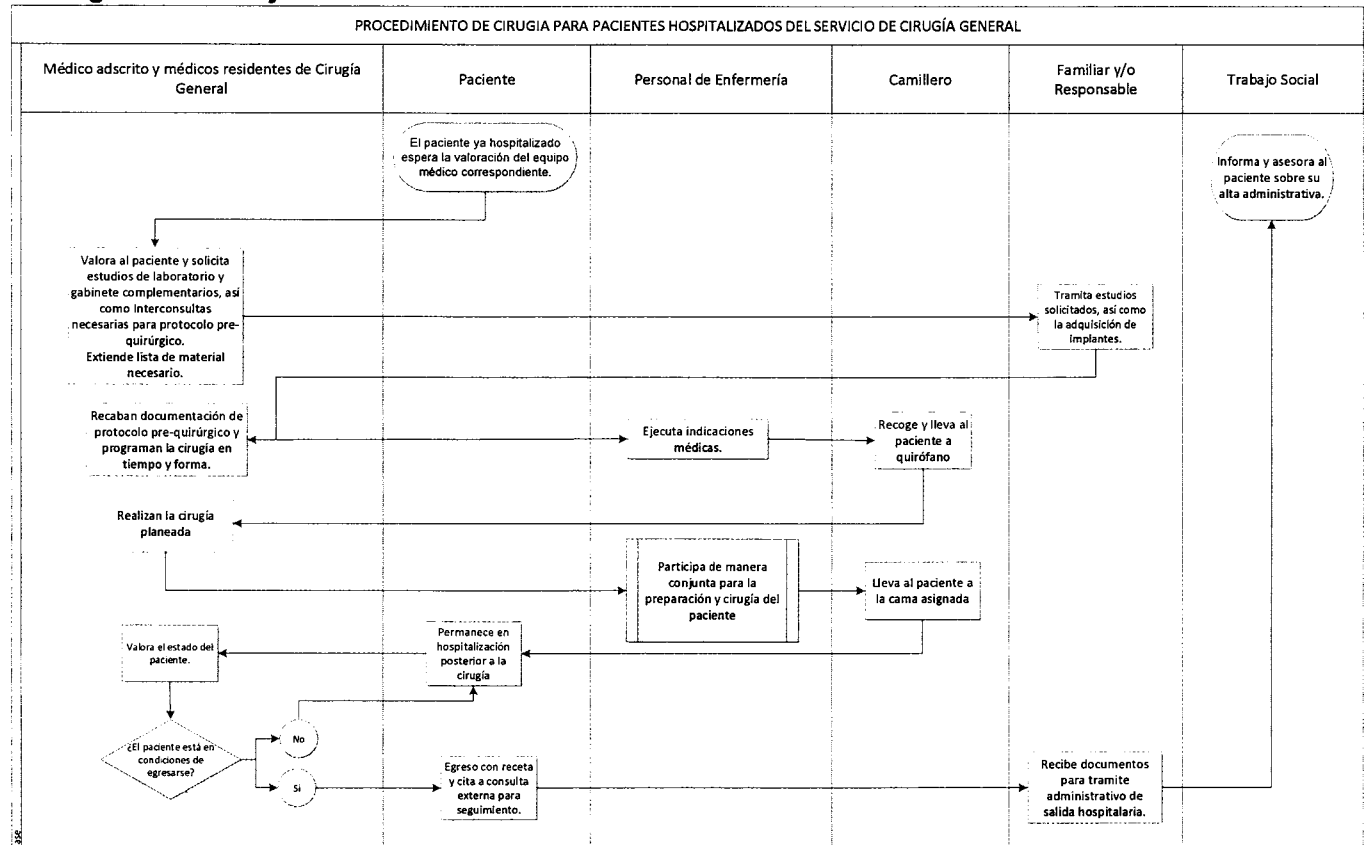 PROCEDIMIENTO DE CIRUGIA PARA PACIENTES HOSPITALIZADOS DEL SERVICIO DE CIRUGÍA GENERAL
Médico adscrito y médicos residentes de Cirugía
General
Paciente
Personal de Enfermería
Camillero
Familiar y/o
Responsable
Trabajo Social
El paciente ya hospitalizado
espera la valoración del equipo
médico correspondiente.
Informa y asesora al
paciente sobre su
alta administrativa.
Valora al paciente y solicita
estudios de laboratorio y
gabinete complementarios, así
como interconsultas
necesarias para protocolo pre-
quirúrgico.
Extiende lista de material
necesario.
Tramita estudios
solicitados, así como
la adquisición de
implantes.
Recaban documentación de
protocolo pre-quirúrgico y
programan la cirugía en
tiempo y forma.
Ejecuta indicaciones
médicas.
Recoge y lleva al
paciente a
quirófano
Realizan la cirugía
planeada
Participa de manera
conjunta para la
preparación y cirugía del
paciente
Lleva al paciente a
la cama asignada
Valora el estado del
paciente.
Permanece en
hospitalización
posterior a la
cirugía
¿El paciente está en
condiciones de
egresarse?
No
Si
Egreso con receta
y cita a consulta
externa para
seguimiento.
Recibe documentos
para tramite
administrativo de
salida hospitalaria.